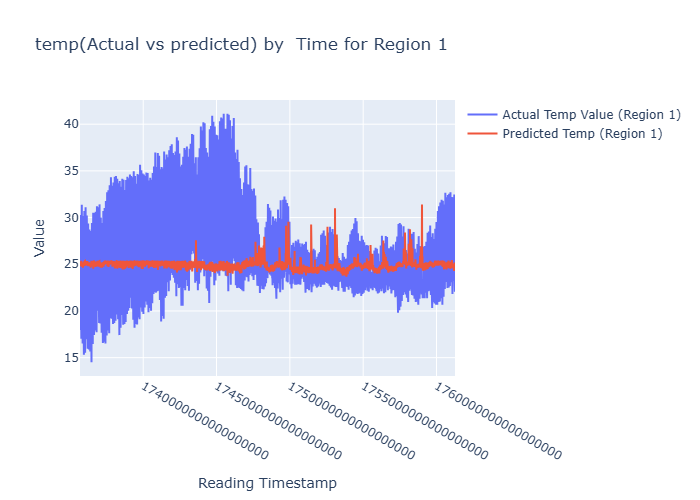 temp(Actual vs predicted) by  Time for Region 1
Actual Temp Value (Region 1)
Predicted Temp (Region 1)
Value
40
35
30
25
20
15
1740000000000000000
1745000000000000000
1750000000000000000
1755000000000000000
1760000000000000000
Reading Timestamp